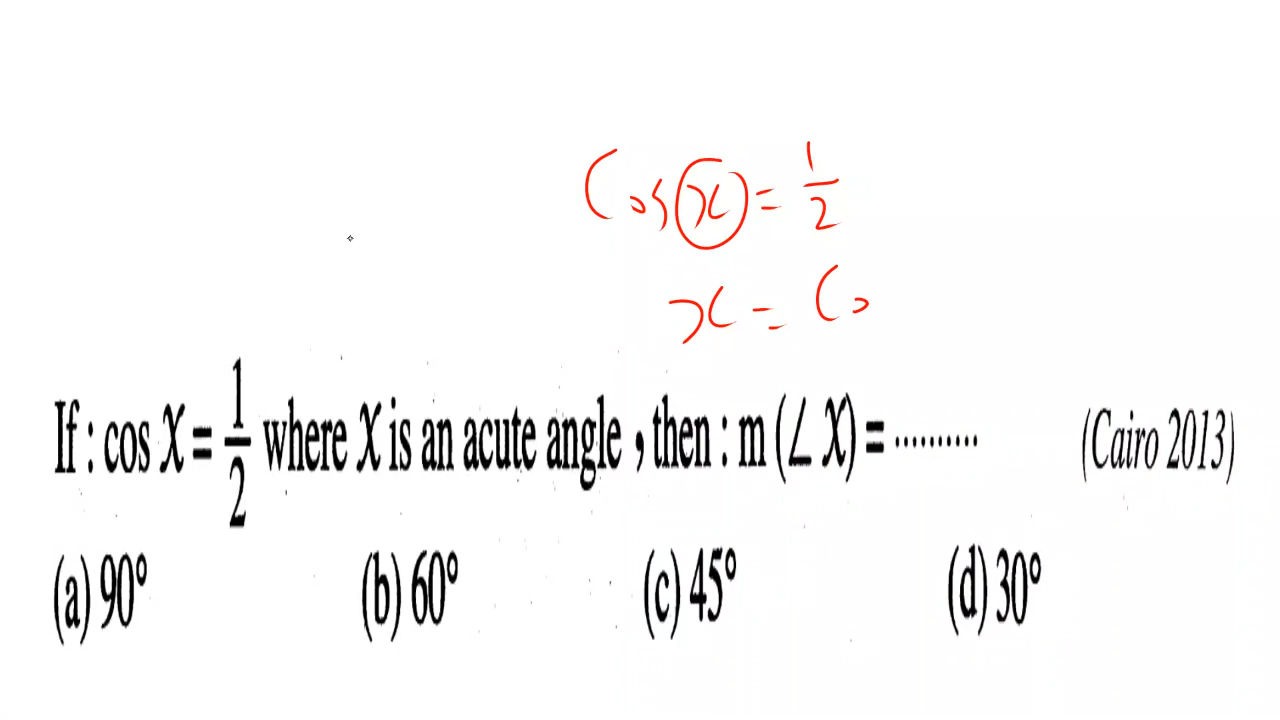 Cos x = 1/2
x = Co
If : cos X = 1/2 where X is an acute angle , then : m (∠ X) = .......... (Cairo 2013)
(a) 90° (b) 60° (c) 45° (d) 30°